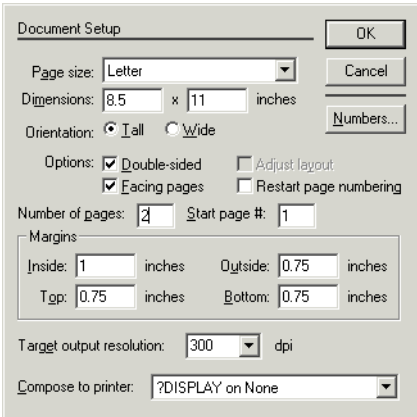 Document Setup
OK
Page size: Letter
Cancel
Dimensions: 8.5 x 11 inches
Numbers...
Orientation: Tall Wide
Options: Double-sided Adjust layout
Facing pages Restart page numbering
Number of pages: 2 Start page #: 1
Margins
Inside: 1 inches Outside: 0.75 inches
Top: 0.75 inches Bottom: 0.75 inches
Target output resolution: 300 dpi
Compose to printer: ?DISPLAY on None